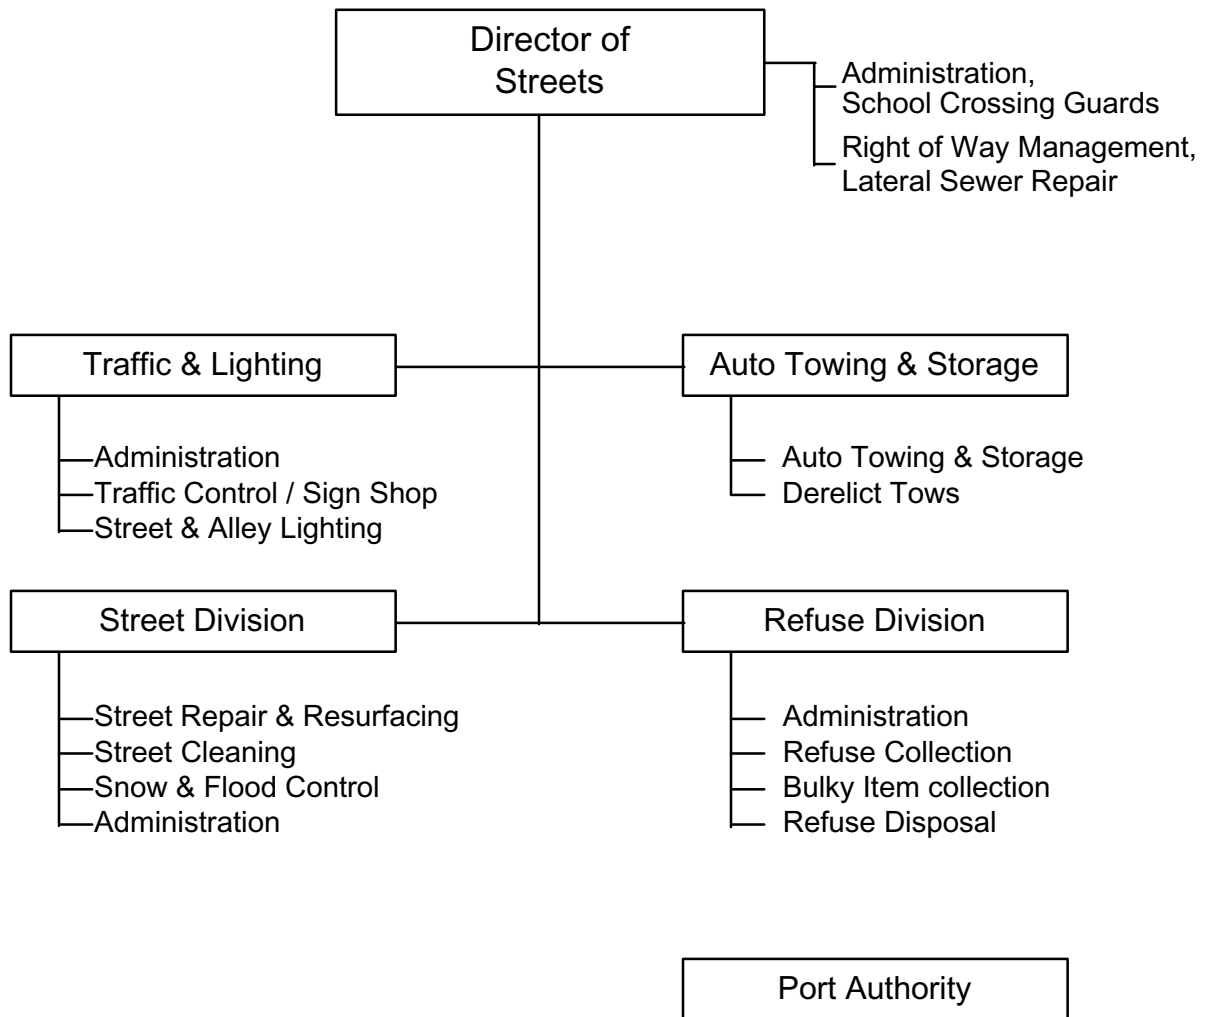 Director of
Streets
Administration,
School Crossing Guards
Right of Way Management,
Lateral Sewer Repair
Traffic & Lighting
Administration
Traffic Control / Sign Shop
Street & Alley Lighting
Auto Towing & Storage
Auto Towing & Storage
Derelict Tows
Street Division
Street Repair & Resurfacing
Street Cleaning
Snow & Flood Control
Administration
Refuse Division
Administration
Refuse Collection
Bulky Item collection
Refuse Disposal
Port Authority